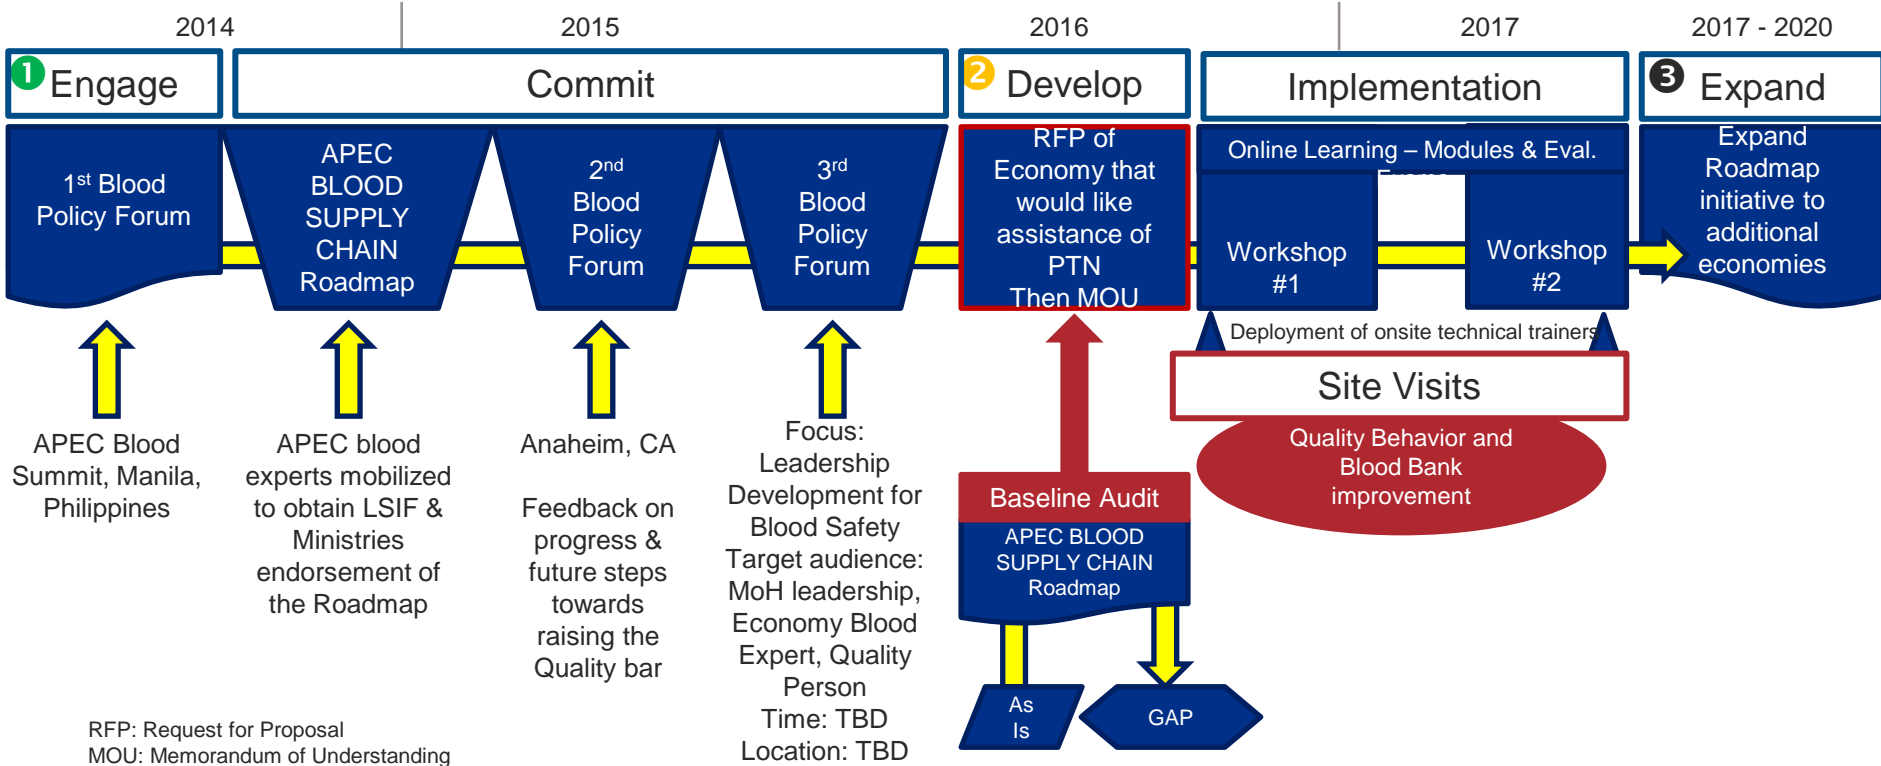 2014
2015
2016
2017
2017 - 2020
1 Engage
Commit
2 Develop
Implementation
3 Expand
1st Blood
Policy Forum
APEC
BLOOD
SUPPLY
CHAIN
Roadmap
2nd
Blood
Policy
Forum
3rd
Blood
Policy
Forum
RFP of
Economy that
would like
assistance of
PTN
Then MOU
Online Learning – Modules & Eval.
Workshop
#1
Workshop
#2
Expand
Roadmap
initiative to
additional
economies
Deployment of onsite technical trainers
Site Visits
Quality Behavior and
Blood Bank
improvement
APEC Blood
Summit, Manila,
Philippines
APEC blood
experts mobilized
to obtain LSIF &
Ministries
endorsement of
the Roadmap
Anaheim, CA
Feedback on
progress &
future steps
towards
raising the
Quality bar
Focus:
Leadership
Development for
Blood Safety
Target audience:
MoH leadership,
Economy Blood
Expert, Quality
Person
Time: TBD
Location: TBD
Baseline Audit
APEC BLOOD
SUPPLY CHAIN
Roadmap
As
Is
GAP
RFP: Request for Proposal
MOU: Memorandum of Understanding